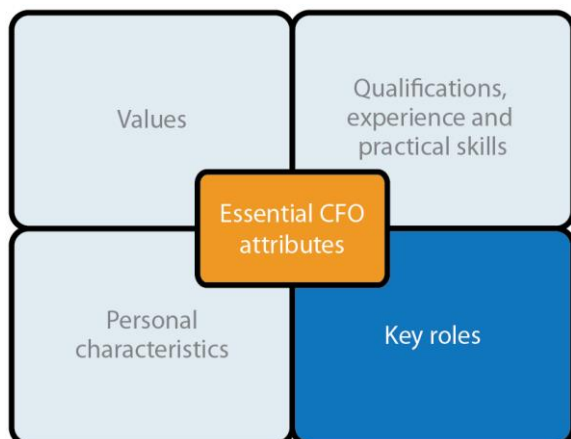 Values
Qualifications,
experience and
practical skills
Essential CFO
attributes
Personal
characteristics
Key roles